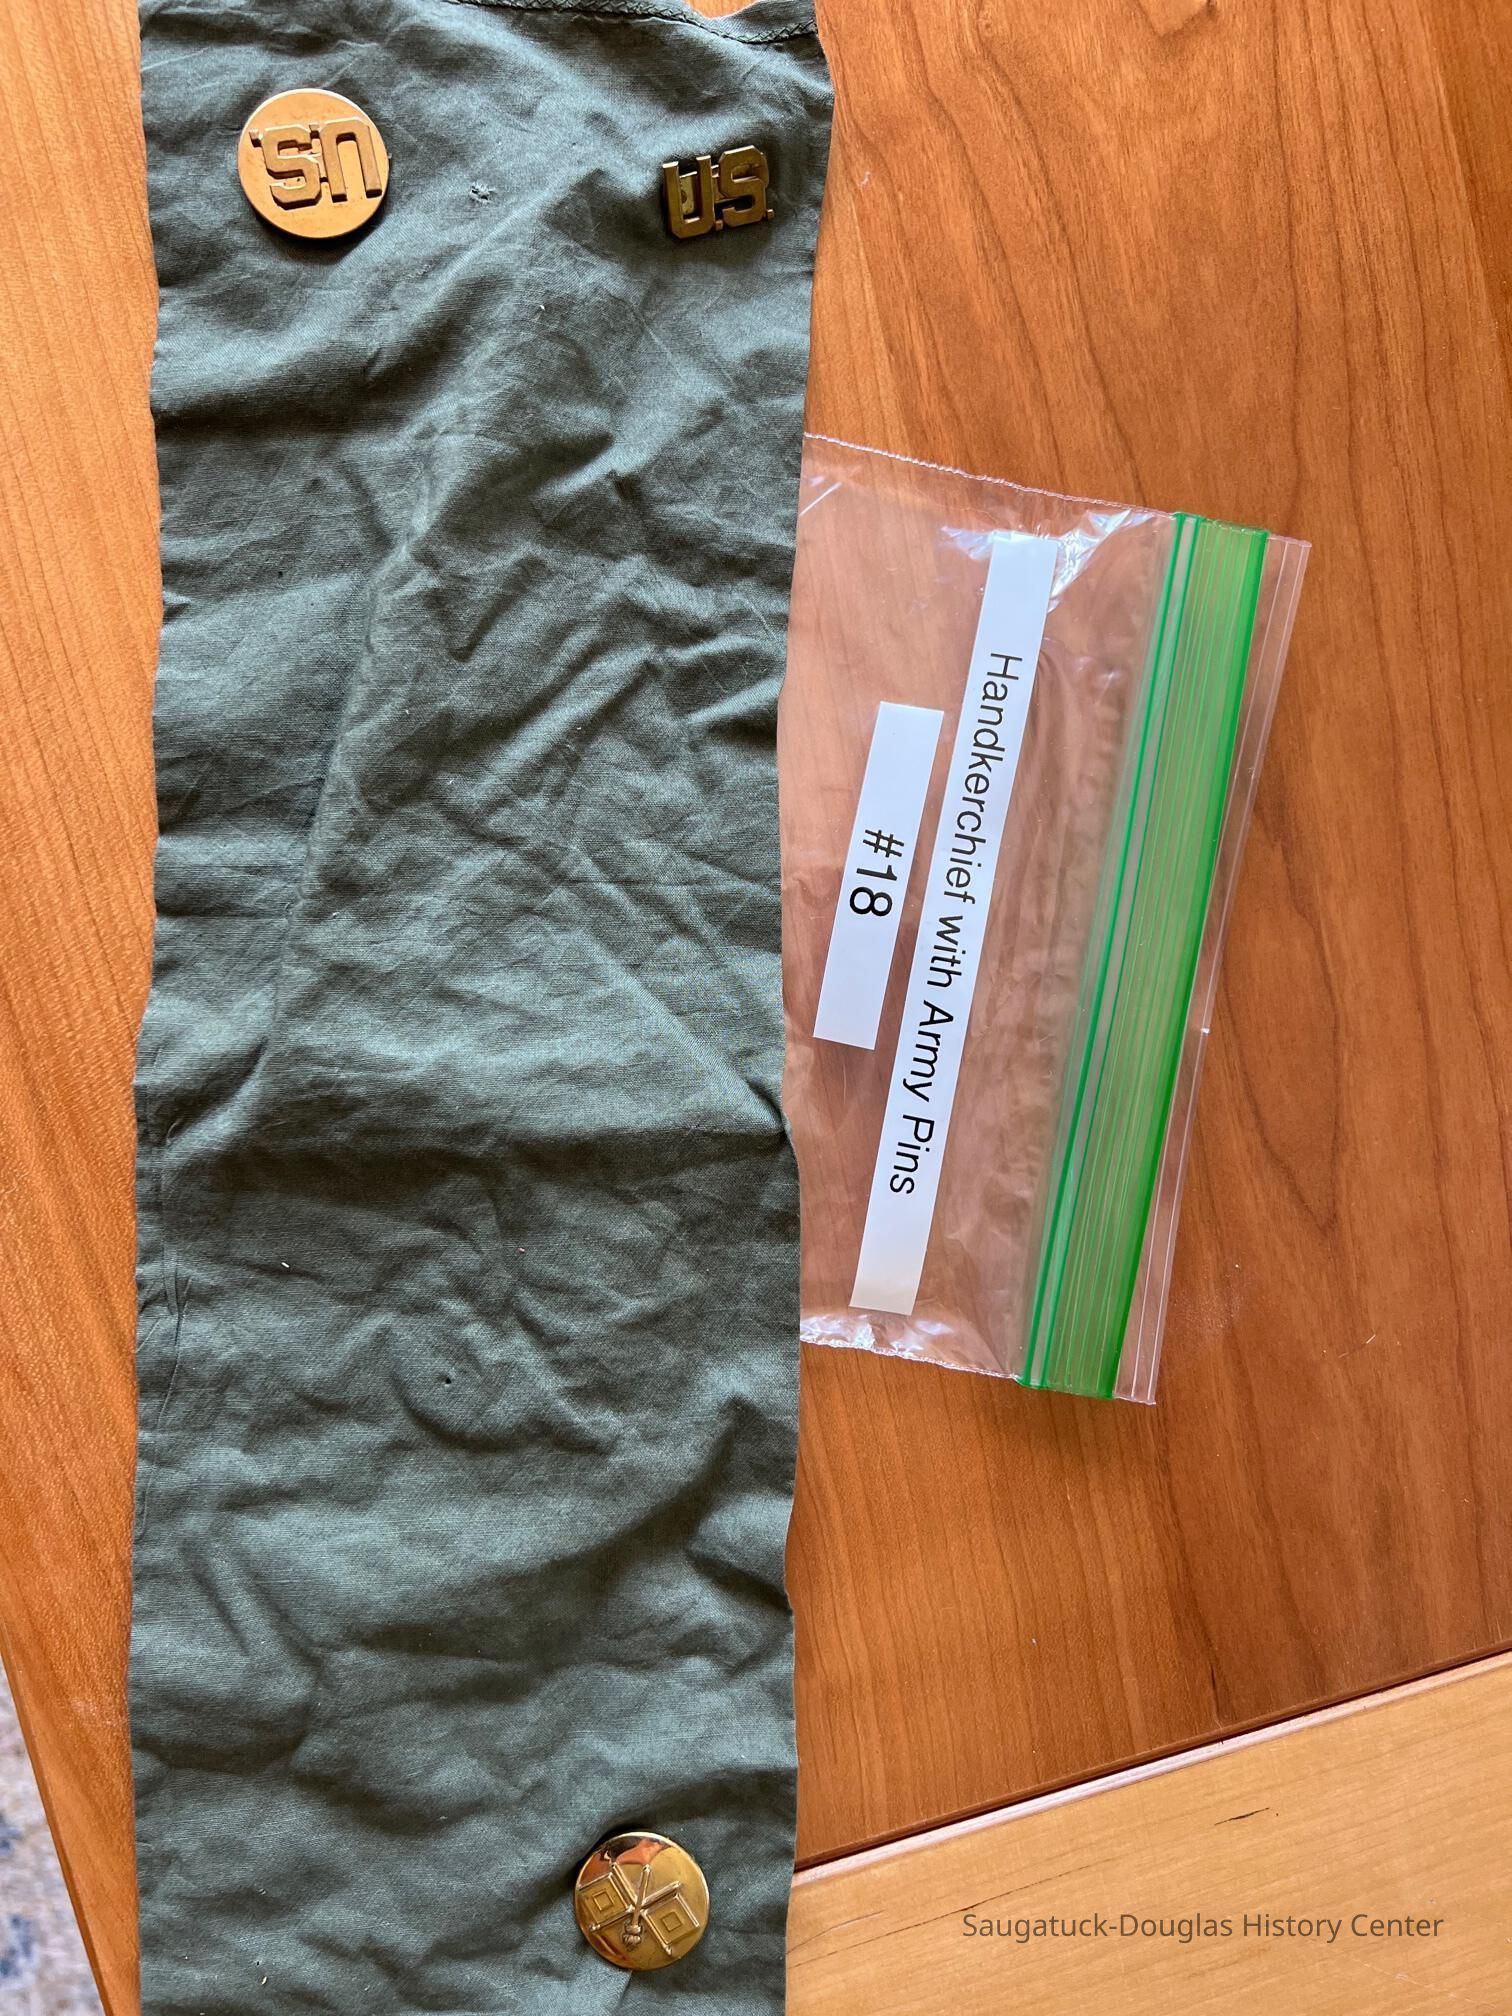 U.S.
U.S.
Handkerchief with Army Pins
#18
Saugatuck-Douglas History Center